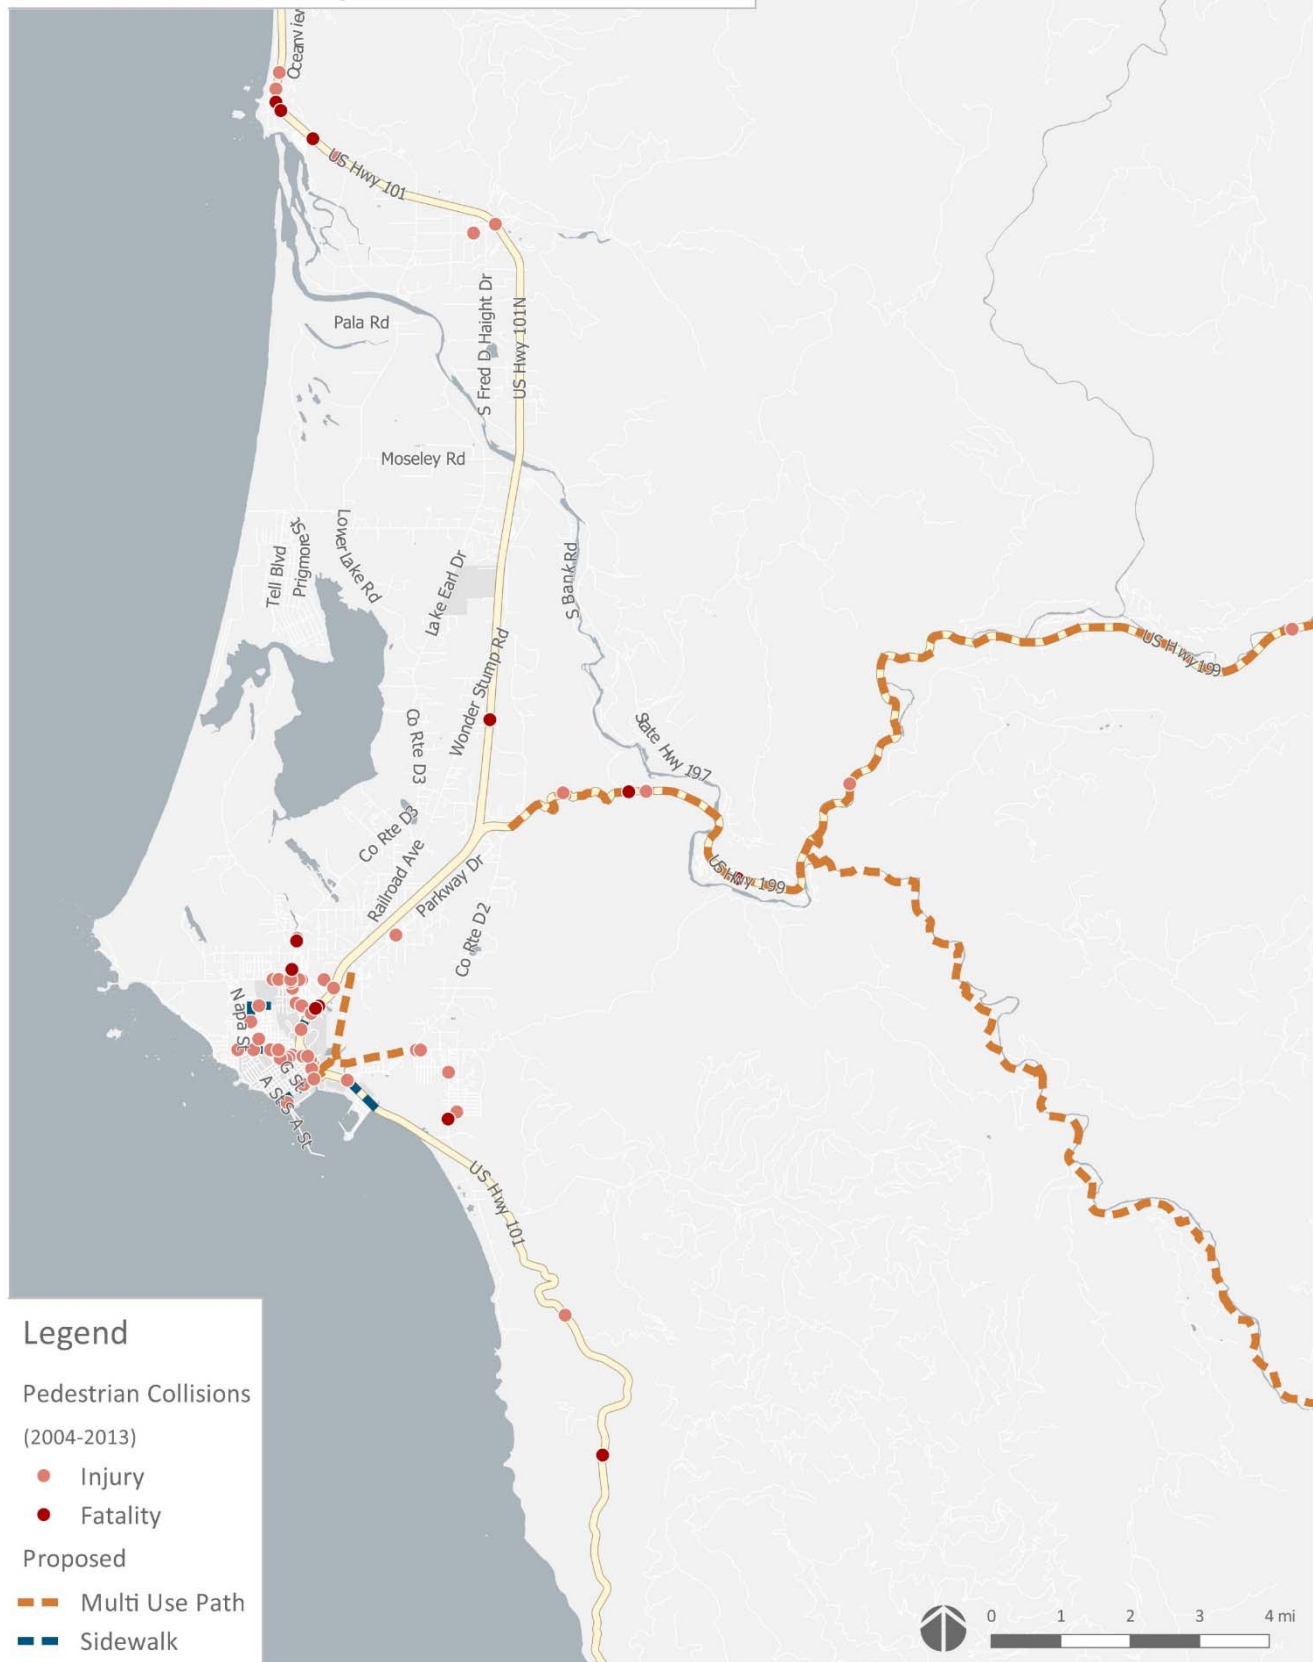 Oceanview
US Hwy 101
Pala Rd
S Fred D Haight Dr
US Hwy 101N
Moseley Rd
Tell Blvd
Prigmore St
Lower Lake Rd
Lake Earl Dr
S Bank Rd
Wonder Stump Rd
US Hwy 199
Co Rte D3
State Hwy 197
Co Rte D3
Railroad Ave
Parkway Dr
US Hwy 199
Co Rte D2
Napa St
G St
A St
S A St
US Hwy 101
Legend
Pedestrian Collisions
(2004-2013)
Injury
Fatality
Proposed
Multi Use Path
Sidewalk
0 1 2 3 4 mi